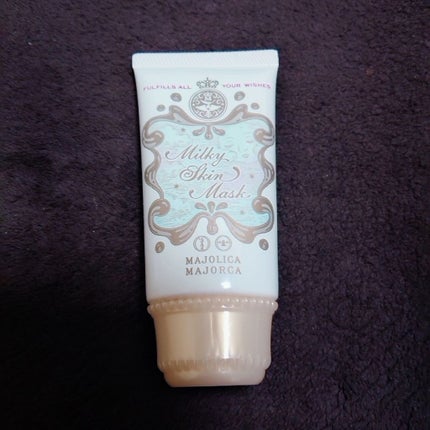 FULFILLS ALL YOUR WISHES
Milky
Skin
Mask
MAJOLICA
MAJORCA